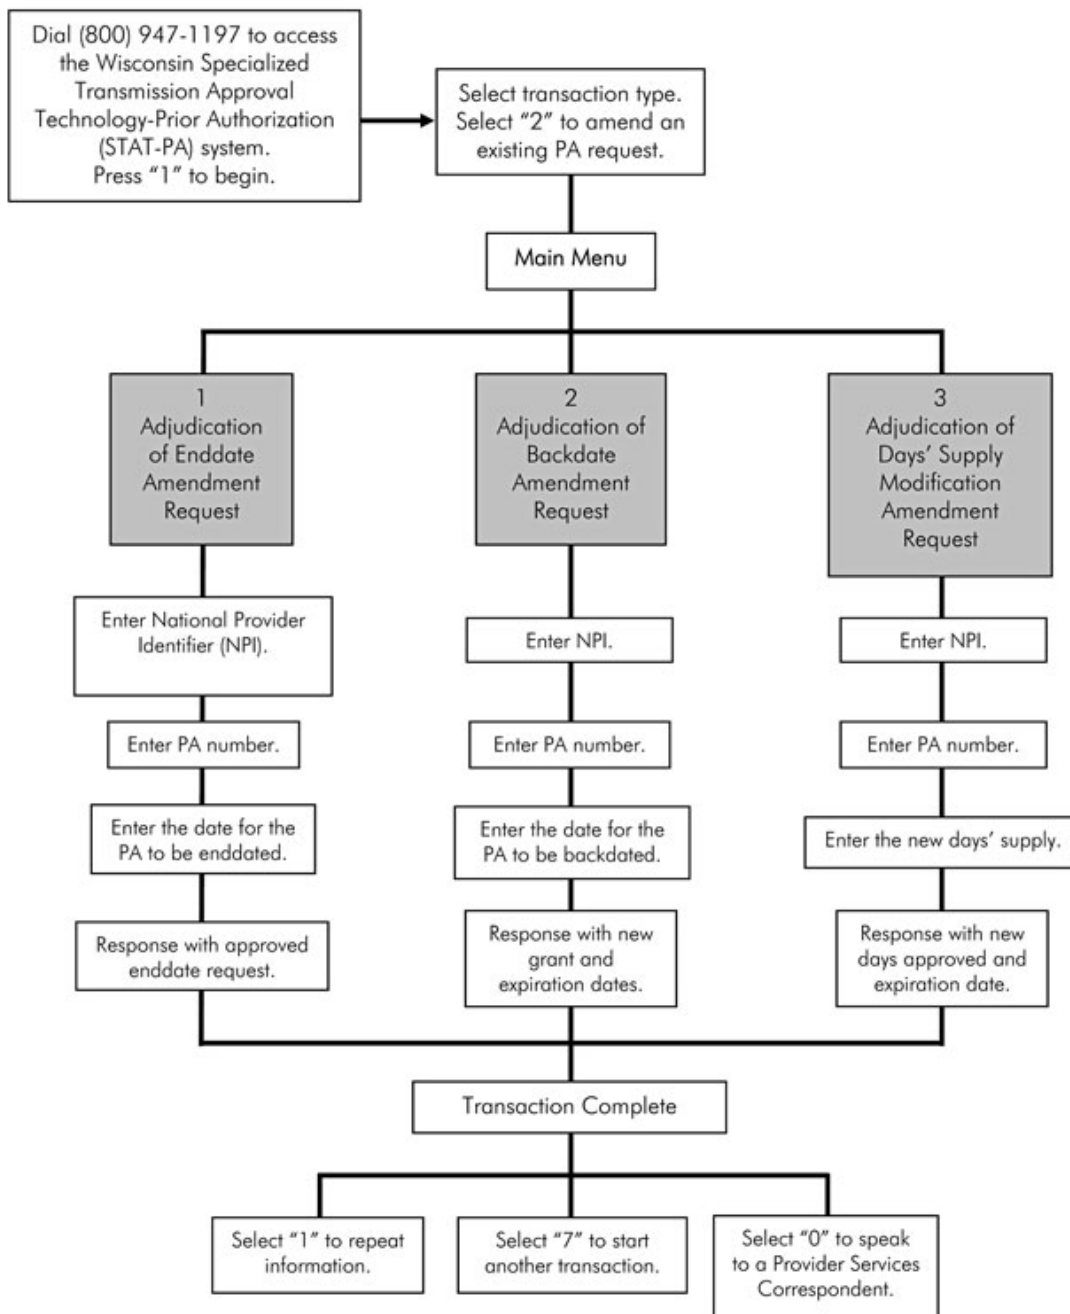 Dial (800) 947-1197 to access
the Wisconsin Specialized
Transmission Approval
Technology-Prior Authorization
(STAT-PA) system.
Press “1” to begin.
Select transaction type.
Select “2” to amend an
existing PA request.
Main Menu
1
Adjudication
of Enddate
Amendment
Request
2
Adjudication of
Backdate
Amendment
Request
3
Adjudication of
Days’ Supply
Modification
Amendment
Request
Enter National Provider
Identifier (NPI).
Enter NPI.
Enter NPI.
Enter PA number.
Enter PA number.
Enter PA number.
Enter the date for the
PA to be enddated.
Enter the date for the
PA to be backdated.
Enter the new days’ supply.
Response with approved
enddate request.
Response with new
grant and
expiration dates.
Response with new
days approved and
expiration date.
Transaction Complete
Select “1” to repeat
information.
Select “7” to start
another transaction.
Select “0” to speak
to a Provider Services
Correspondent.